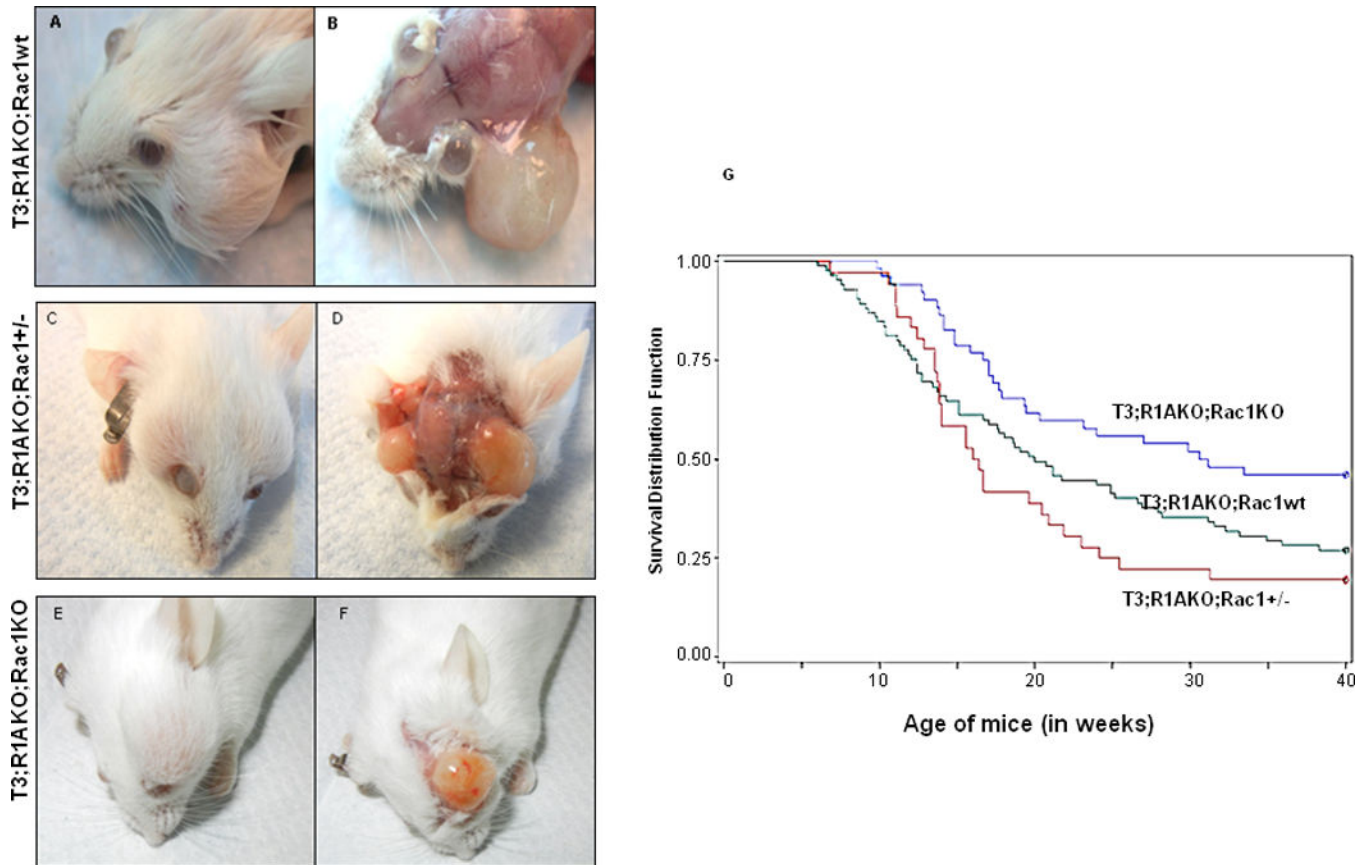 T3;R1AKO;Rac1wt
A
B
T3;R1AKO;Rac1+/-
C
D
T3;R1AKO;Rac1KO
E
F
G
Survival Distribution Function
1.00
0.75
0.50
0.25
0.00
T3;R1AKO;Rac1KO
T3;R1AKO;Rac1wt
T3;R1AKO;Rac1+/-
0
10
20
30
40
Age of mice (in weeks)